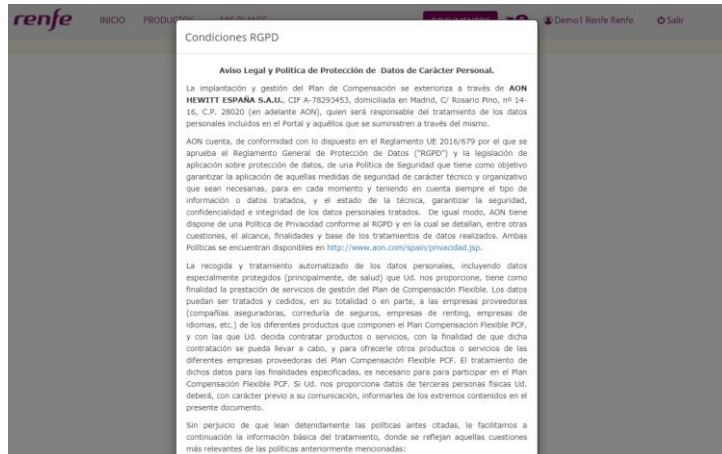 renfe INICIO PRODUCTOS MIS PLANES DOCUMENTOS 0 Demo1 Renfe Renfe Salir
Condiciones RGPD
Aviso Legal y Política de Protección de Datos de Carácter Personal.
La implantación y gestión del Plan de Compensación se exterioriza a través de AON
HEWITT ESPAÑA S.A.U., CIF A-78293453, domiciliada en Madrid, C/ Rosario Pino, nº 14-
16, C.P. 28020 (en adelante AON), quien será responsable del tratamiento de los datos
personales incluidos en el Portal y aquéllos que se suministren a través del mismo.
AON cuenta, de conformidad con lo dispuesto en el Reglamento UE 2016/679 por el que se
aprueba el Reglamento General de Protección de Datos ("RGPD") y la legislación de
aplicación sobre protección de datos, de una Política de Seguridad que tiene como objetivo
garantizar la aplicación de aquellas medidas de seguridad de carácter técnico y organizativo
que sean necesarias, para en cada momento y teniendo en cuenta siempre el tipo de
información o datos tratados, y el estado de la técnica, garantizar la seguridad,
confidencialidad e integridad de los datos personales tratados. De igual modo, AON tiene
dispone de una Política de Privacidad conforme al RGPD y en la cual se detallan, entre otras
cuestiones, el alcance, finalidades y base de los tratamientos de datos realizados. Ambas
Políticas se encuentran disponibles en http://www.aon.com/spain/privacidad.jsp.
La recogida y tratamiento automatizado de los datos personales, incluyendo datos
especialmente protegidos (principalmente, de salud) que Ud. nos proporcione, tiene como
finalidad la prestación de servicios de gestión del Plan de Compensación Flexible. Los datos
puedan ser tratados y cedidos, en su totalidad o en parte, a las empresas proveedoras
(compañías aseguradoras, correduría de seguros, empresas de renting, empresas de
idiomas, etc.) de los diferentes productos que componen el Plan Compensación Flexible PCF,
y con las que Ud. decida contratar productos o servicios, con la finalidad de que dicha
contratación se pueda llevar a cabo, y para ofrecerle otros productos o servicios de las
diferentes empresas proveedoras del Plan Compensación Flexible PCF. El tratamiento de
dichos datos para las finalidades especificadas, es necesario para para participar en el Plan
Compensación Flexible PCF. Si Ud. nos proporciona datos de terceras personas físicas Ud.
deberá, con carácter previo a su comunicación, informarles de los extremos contenidos en el
presente documento.
Sin perjuicio de que lean detenidamente las políticas antes citadas, le facilitamos a
continuación la información básica del tratamiento, donde se reflejan aquellas cuestiones
más relevantes de las políticas anteriormente mencionadas: